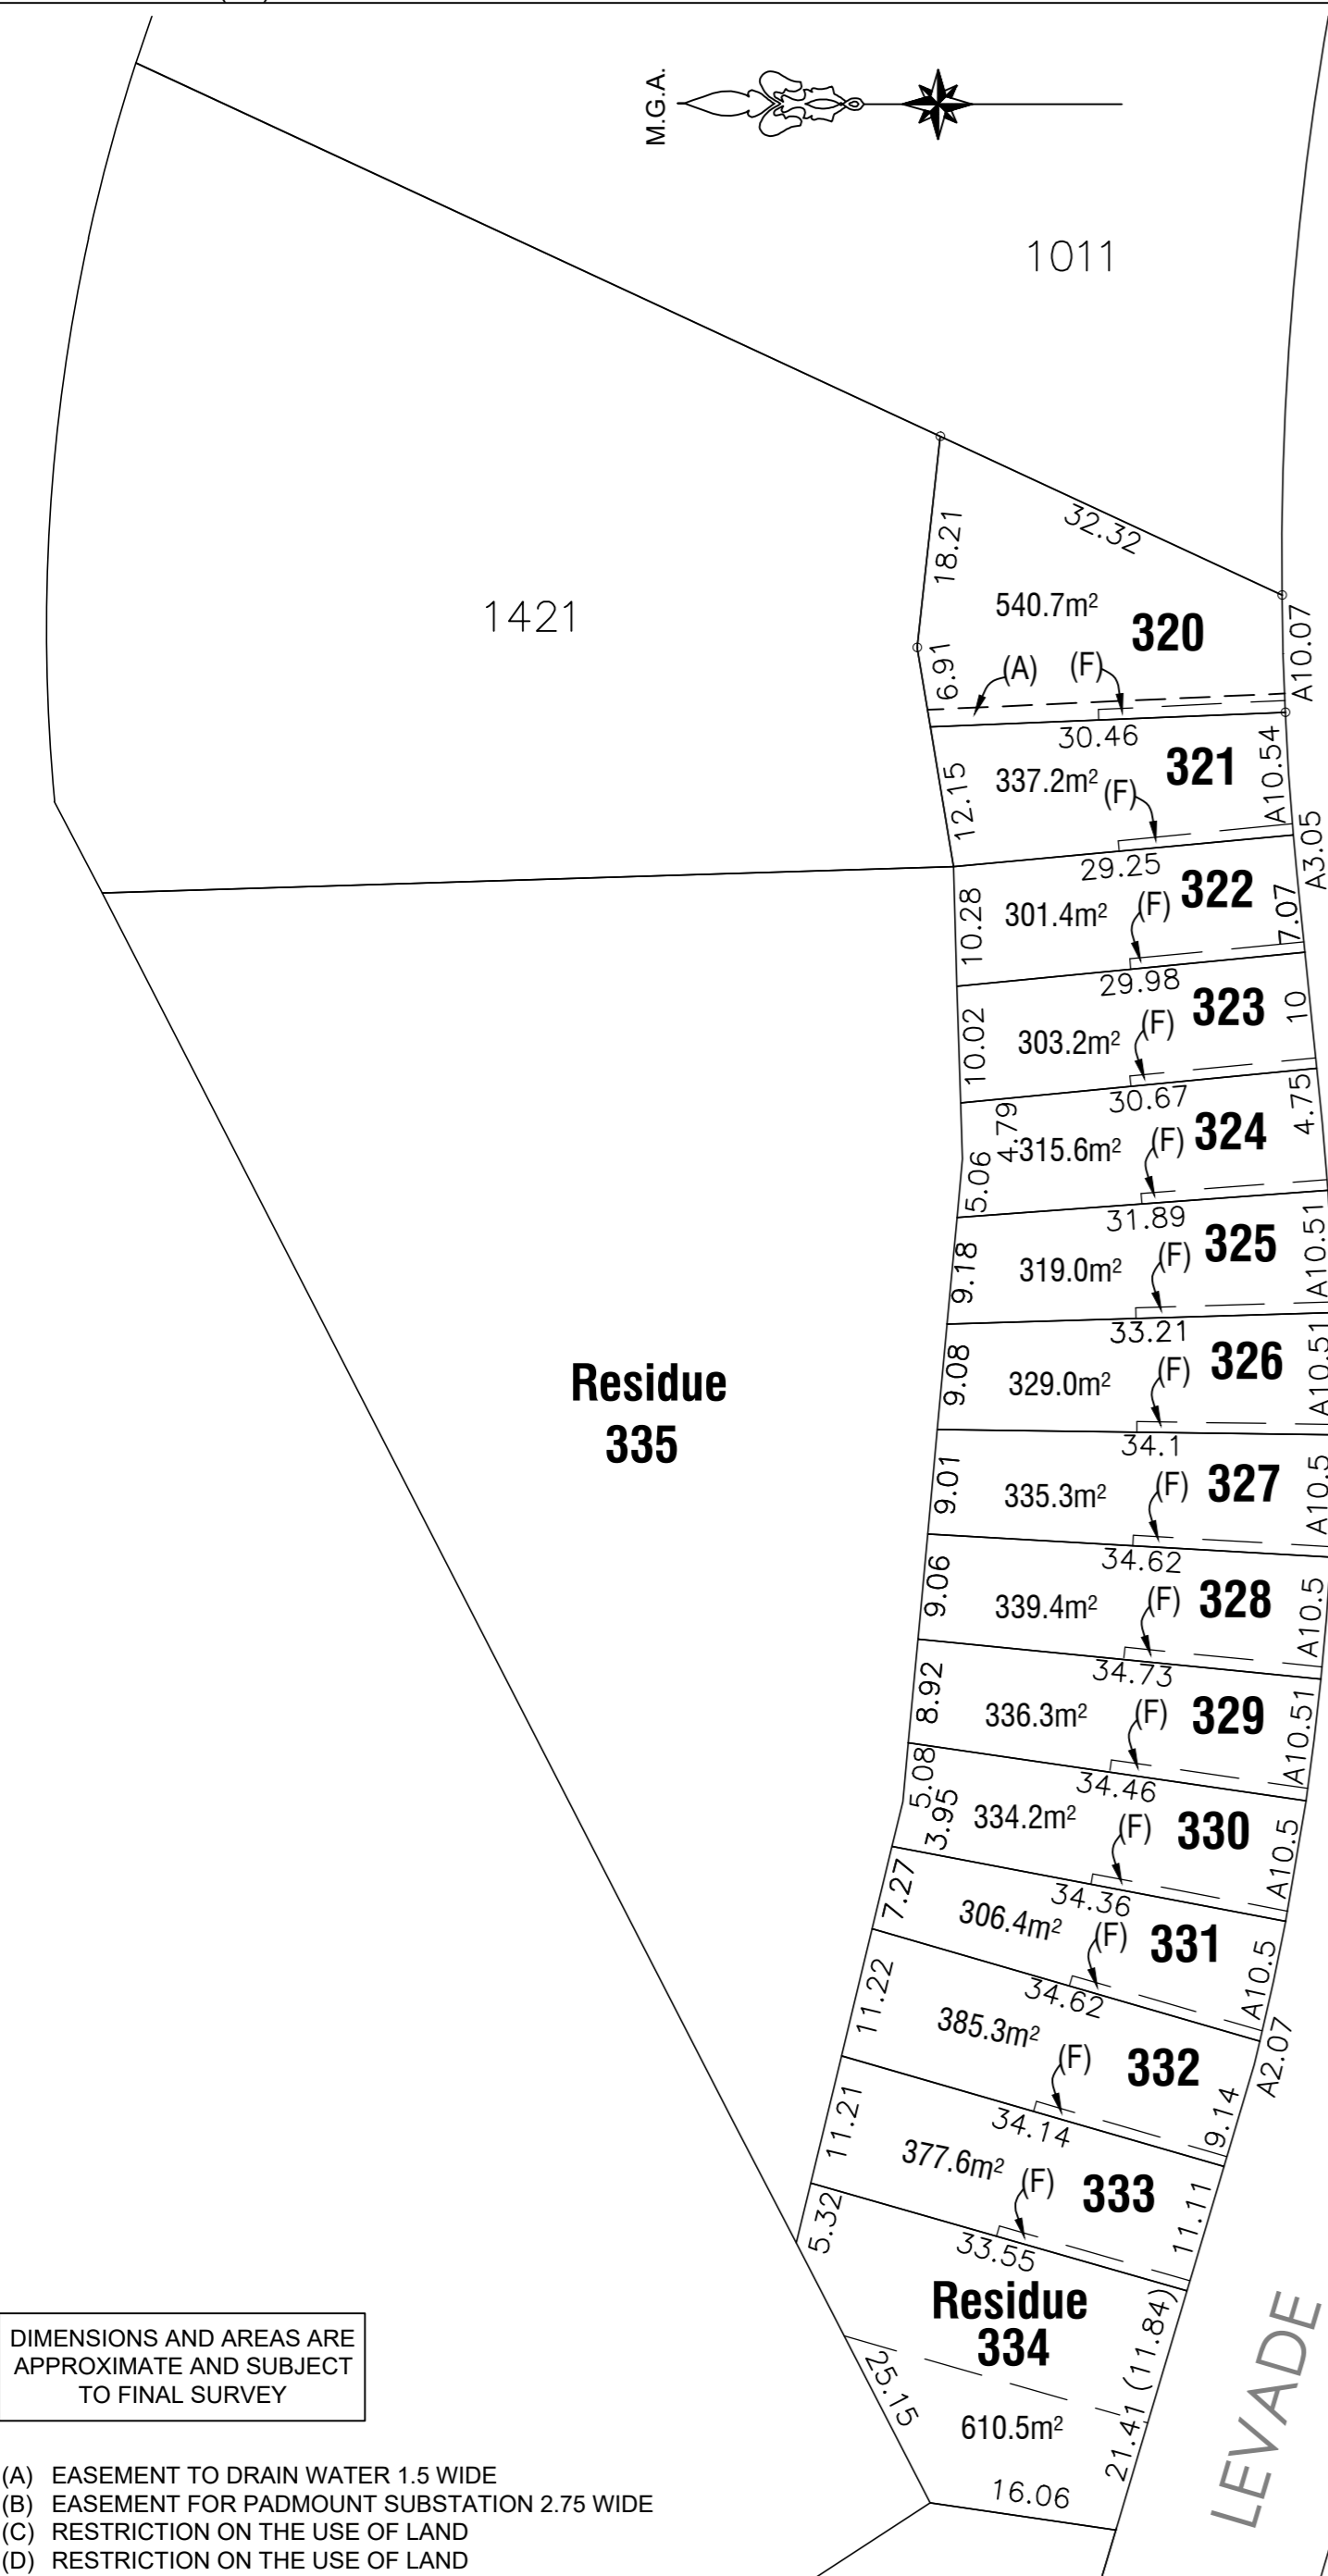 M.G.A.
1011
1421
32.32
18.21
540.7m²
320
A10.07
6.91
(A)
(F)
30.46
321
A10.54
337.2m²
(F)
12.15
A3.05
29.25
322
301.4m²
(F)
10.28
7.07
29.98
323
10
303.2m²
(F)
10.02
30.67
324
4.75
4.79
315.6m²
(F)
5.06
31.89
325
A10.51
319.0m²
(F)
9.18
33.21
326
A10.51
329.0m²
(F)
9.08
Residue
335
34.1
327
A10.5
335.3m²
(F)
9.01
34.62
328
A10.5
339.4m²
(F)
9.06
34.73
329
A10.51
336.3m²
(F)
8.92
34.46
330
A10.5
334.2m²
(F)
5.08
3.95
34.36
331
A10.5
306.4m²
(F)
7.27
34.62
332
A2.07
385.3m²
(F)
11.22
9.14
34.14
333
11.11
377.6m²
(F)
11.21
33.55
5.32
Residue
334
21.41 (11.84)
25.15
610.5m²
16.06
LEVADE
DIMENSIONS AND AREAS ARE
APPROXIMATE AND SUBJECT
TO FINAL SURVEY
(A) EASEMENT TO DRAIN WATER 1.5 WIDE
(B) EASEMENT FOR PADMOUNT SUBSTATION 2.75 WIDE
(C) RESTRICTION ON THE USE OF LAND
(D) RESTRICTION ON THE USE OF LAND